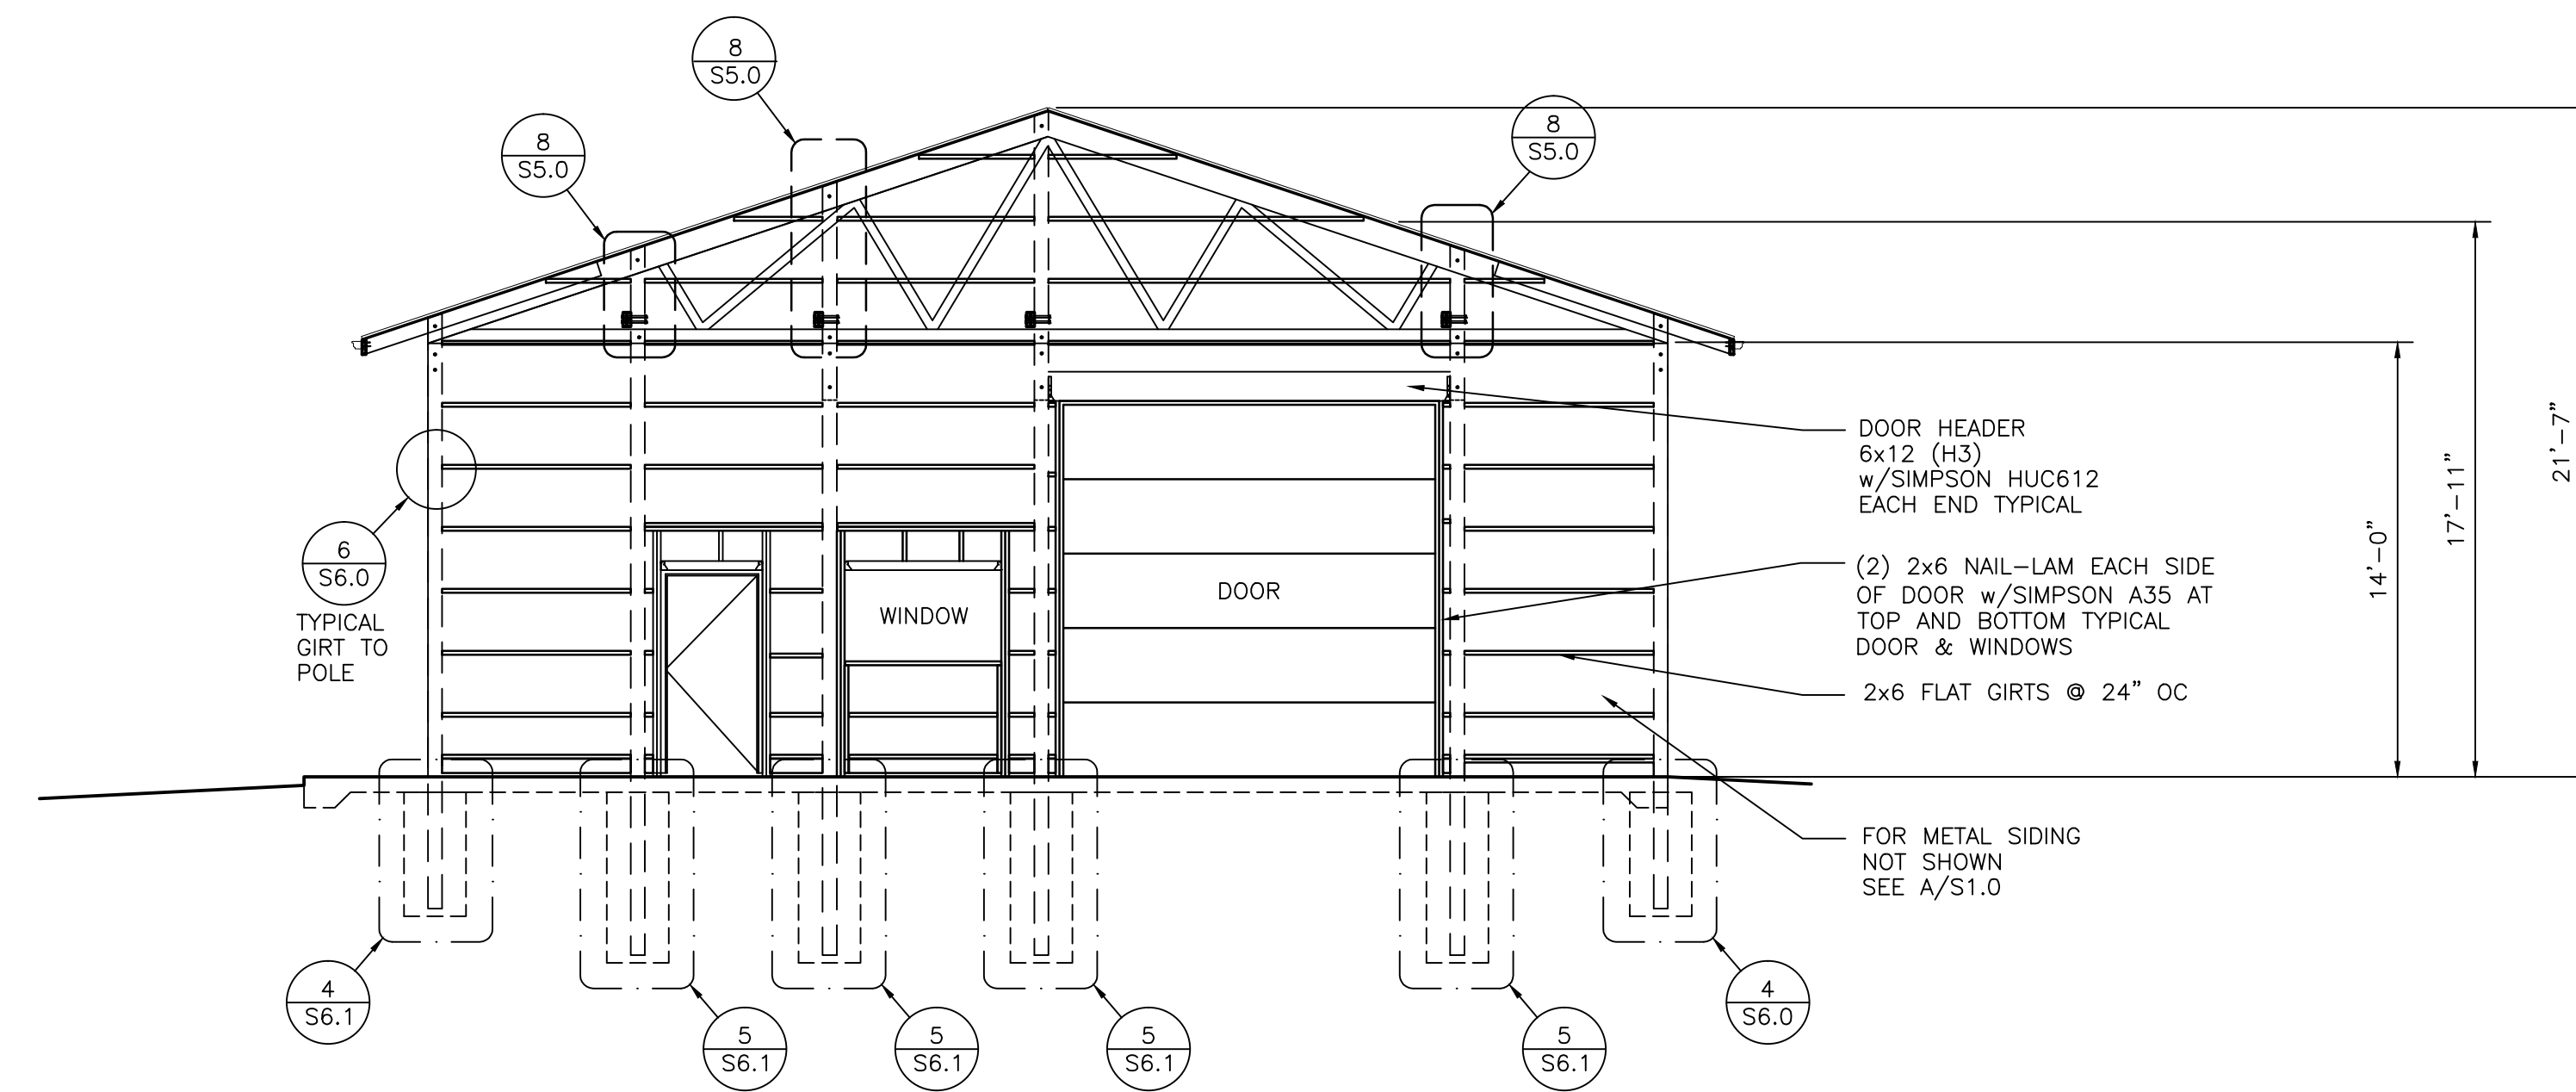 8
S5.0
8
S5.0
8
S5.0
21'-7"
17'-11"
14'-0"
DOOR HEADER
6x12 (H3)
w/SIMPSON HUC612
EACH END TYPICAL
6
S6.0
TYPICAL
GIRT TO
POLE
WINDOW
DOOR
(2) 2x6 NAIL-LAM EACH SIDE
OF DOOR w/SIMPSON A35 AT
TOP AND BOTTOM TYPICAL
DOOR & WINDOWS
2x6 FLAT GIRTS @ 24" OC
FOR METAL SIDING
NOT SHOWN
SEE A/S1.0
4
S6.1
5
S6.1
5
S6.1
5
S6.1
5
S6.1
4
S6.0